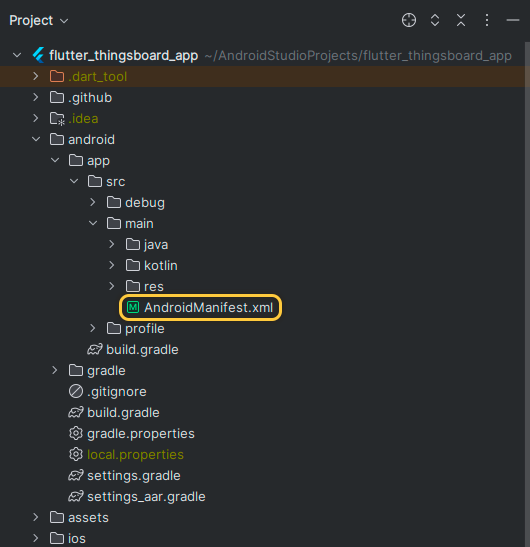 Project
flutter_thingsboard_app ~/AndroidStudioProjects/flutter_thingsboard_app
.dart_tool
.github
.idea
android
app
src
debug
main
java
kotlin
res
M AndroidManifest.xml
profile
build.gradle
gradle
.gitignore
build.gradle
gradle.properties
local.properties
settings.gradle
settings_aar.gradle
assets
ios